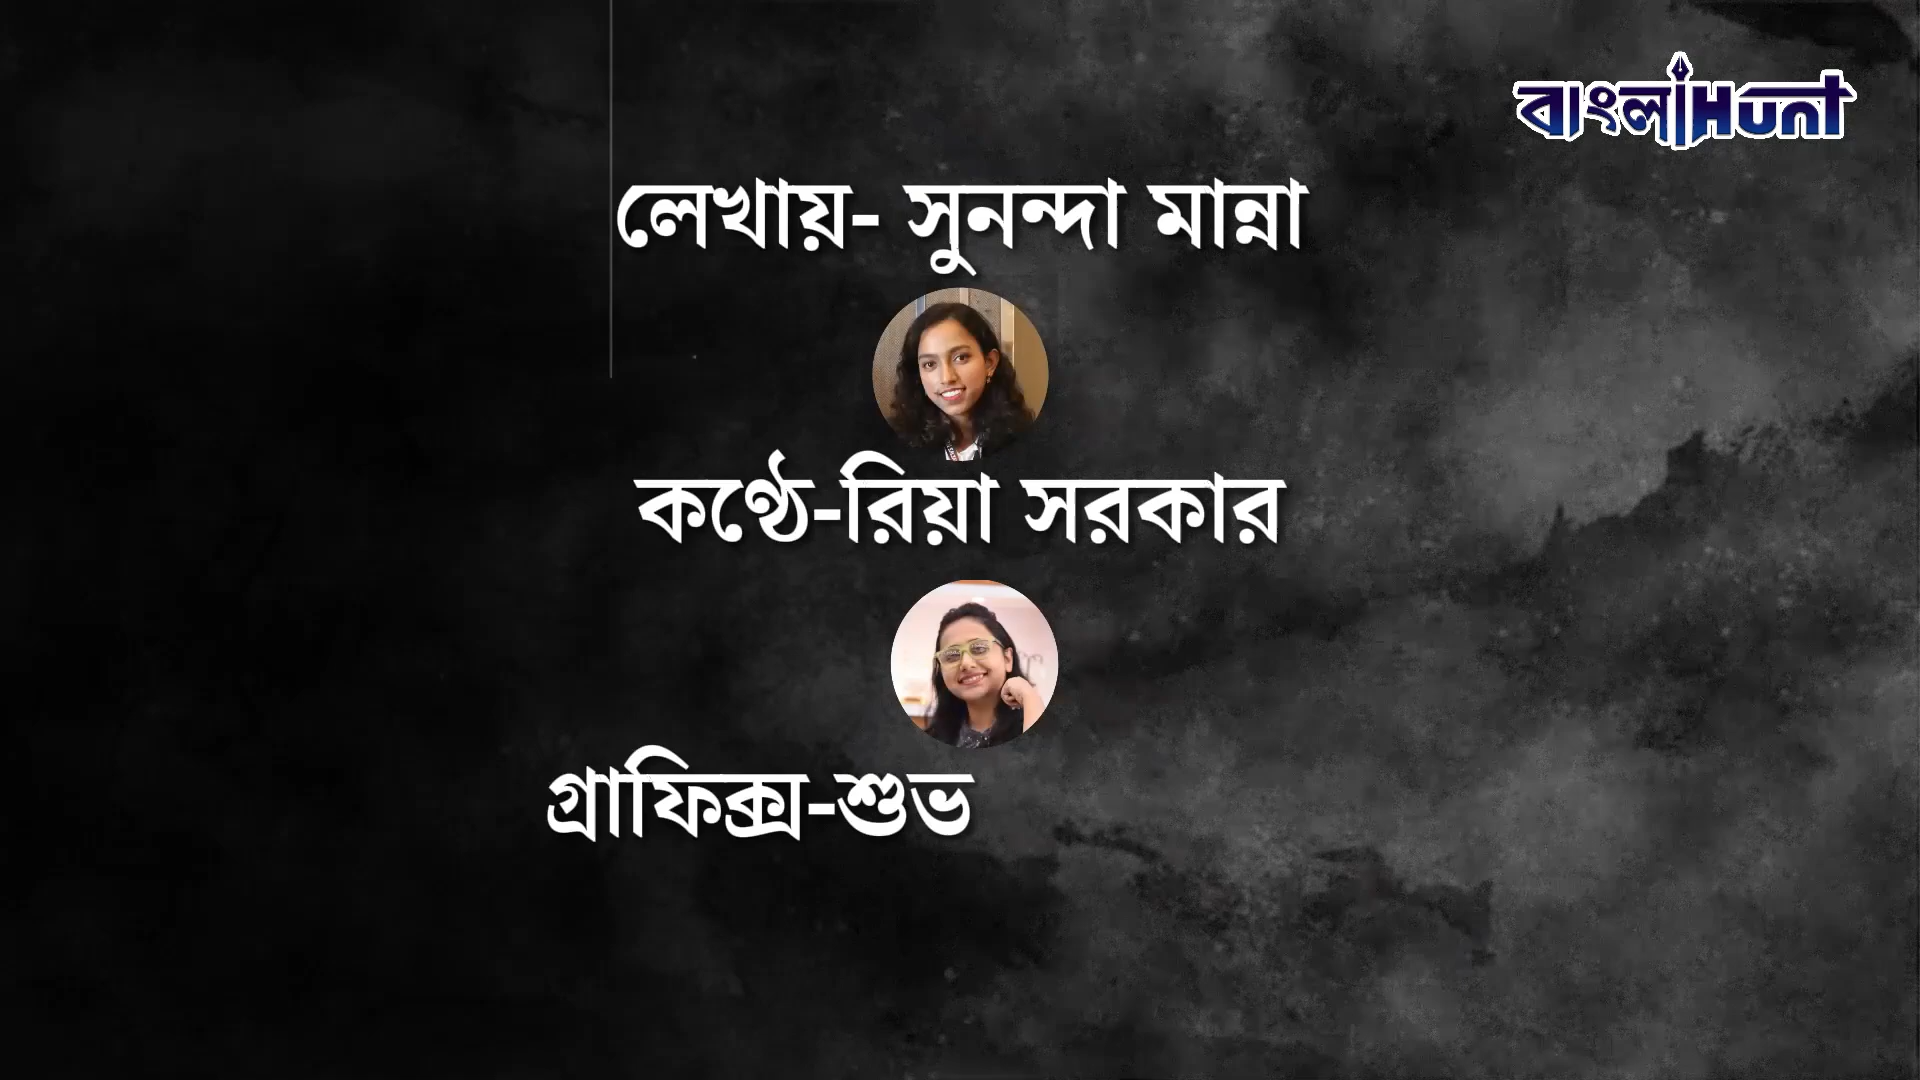 বাংলাHunt
লেখায়- সুনন্দা মান্না
কণ্ঠে-রিয়া সরকার
গ্রাফিক্স-শুভ